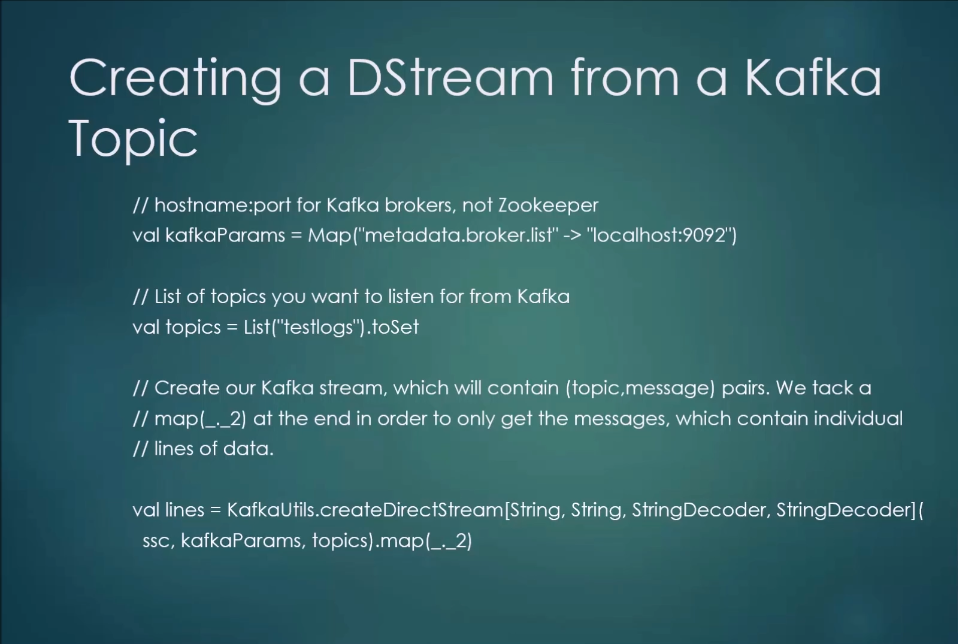 Creating a DStream from a Kafka
Topic
// hostname:port for Kafka brokers, not Zookeeper
val kafkaParams = Map("metadata.broker.list" -> "localhost:9092")
// List of topics you want to listen for from Kafka
val topics = List("testlogs").toSet
// Create our Kafka stream, which will contain (topic,message) pairs. We tack a
// map(_._2) at the end in order to only get the messages, which contain individual
// lines of data.
val lines = KafkaUtils.createDirectStream[String, String, StringDecoder, StringDecoder](
ssc, kafkaParams, topics).map(_._2)